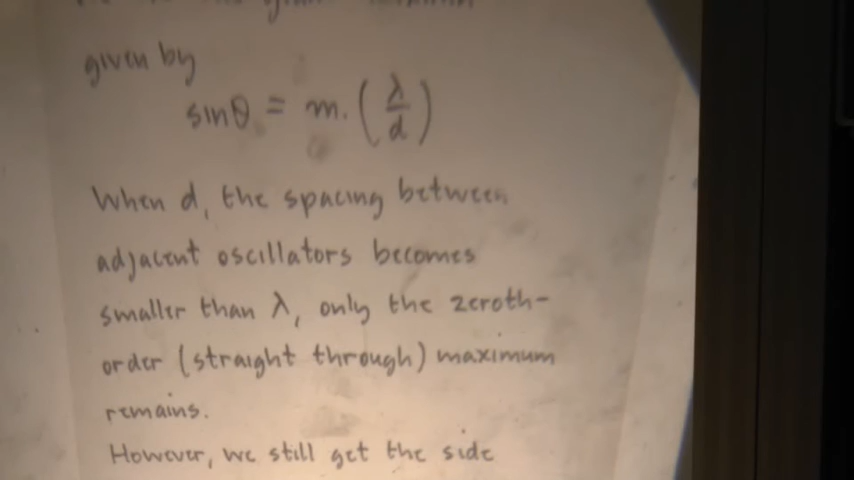 given by
sinθ = m. (λ/d)
When d, the spacing between
adjacent oscillators becomes
smaller than λ, only the zeroth-
order (straight through) maximum
remains.
However, we still get the side